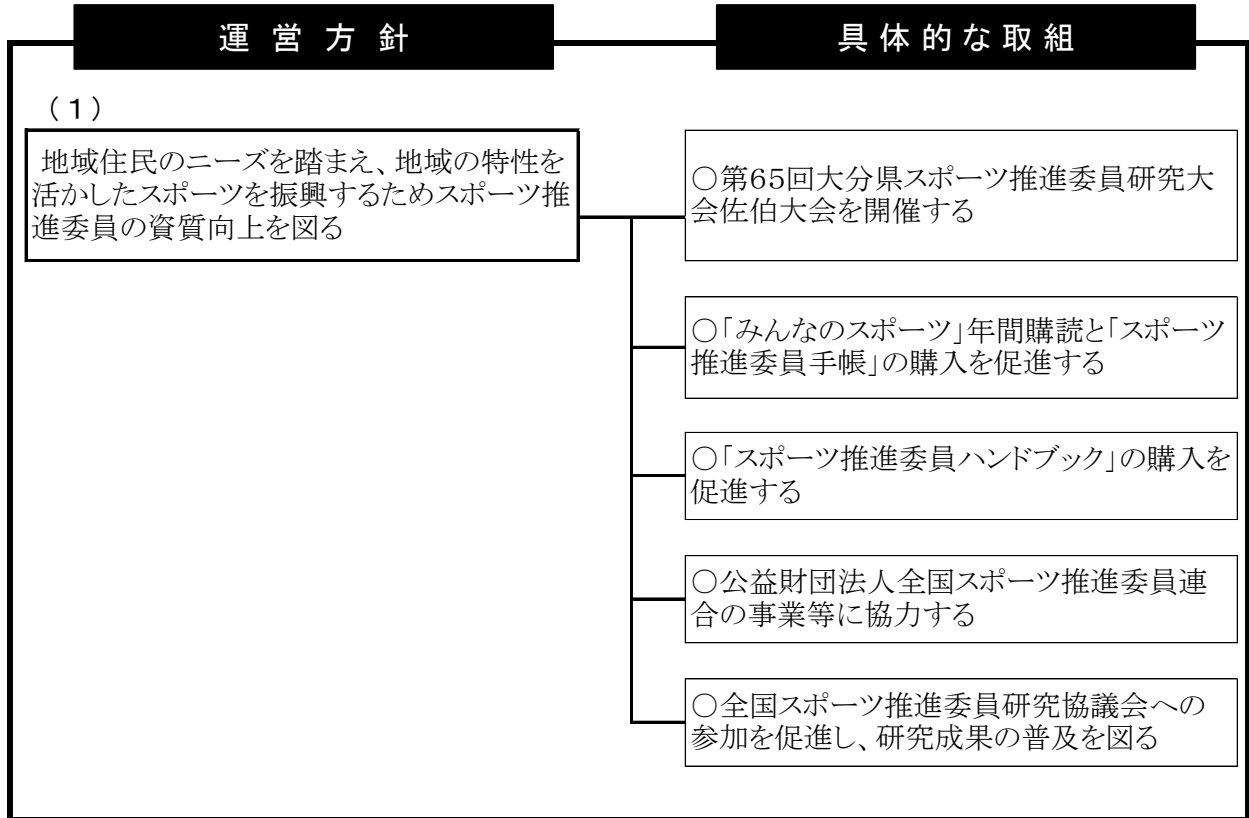 運営方針
具体的な取組
(1)
地域住民のニーズを踏まえ、地域の特性を
活かしたスポーツを振興するためスポーツ推
進委員の資質向上を図る
○第65回大分県スポーツ推進委員研究大
会佐伯大会を開催する
○「みんなのスポーツ」年間購読と「スポーツ
推進委員手帳」の購入を促進する
○「スポーツ推進委員ハンドブック」の購入を
促進する
○公益財団法人全国スポーツ推進委員連
合の事業等に協力する
○全国スポーツ推進委員研究協議会への
参加を促進し、研究成果の普及を図る